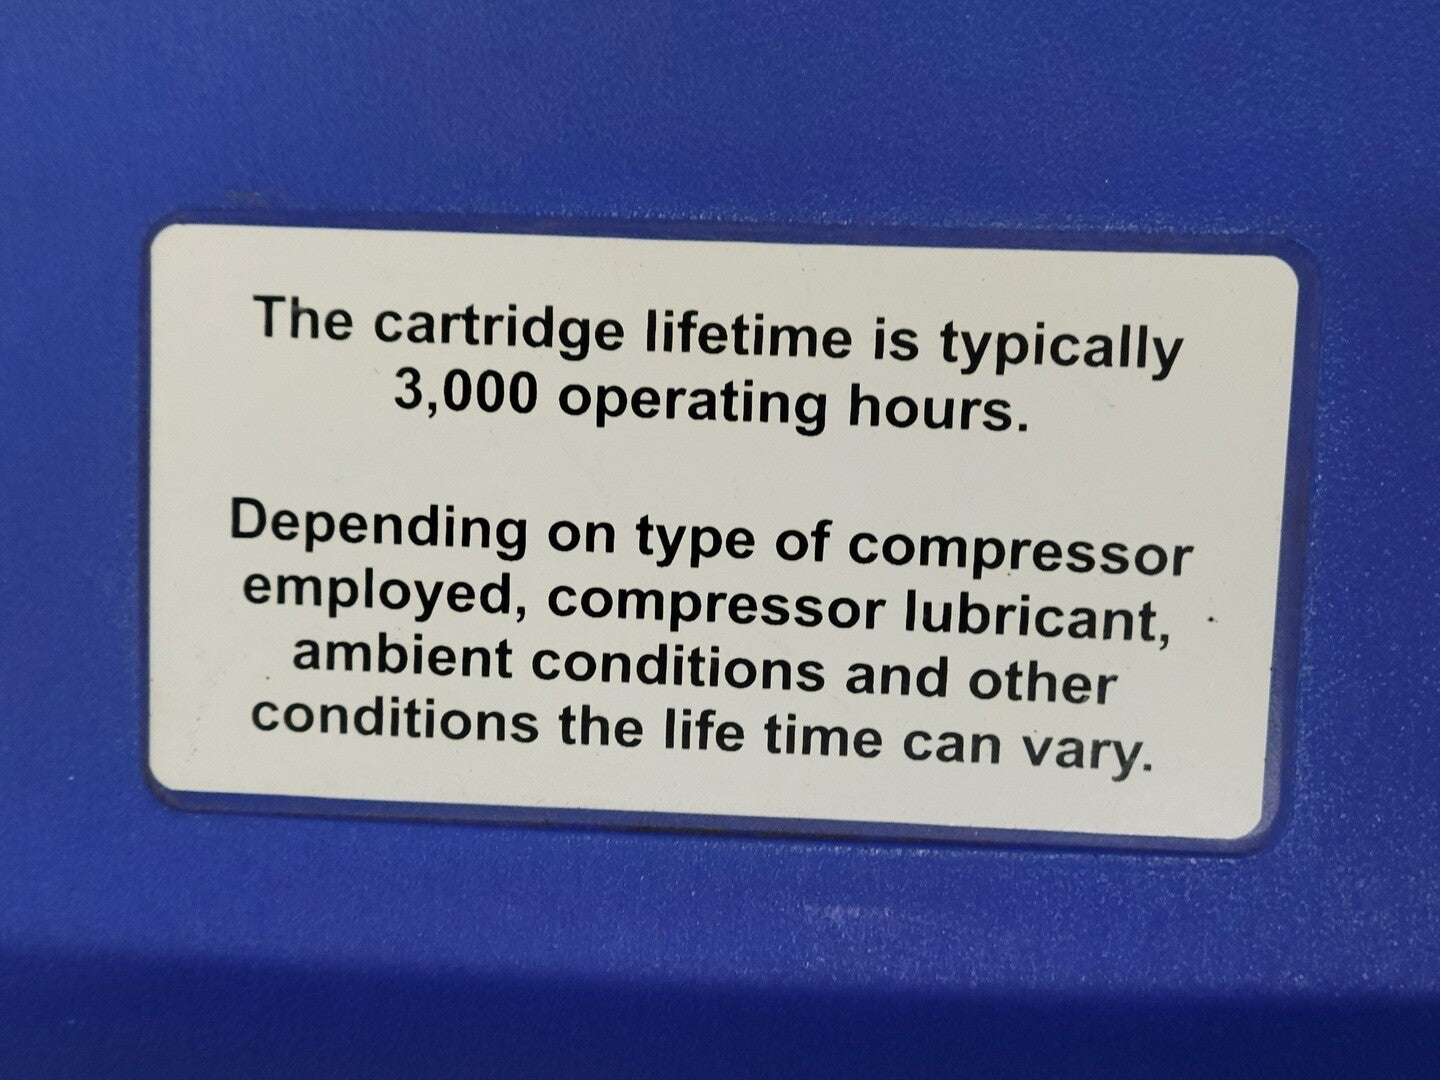 The cartridge lifetime is typically
3,000 operating hours.
Depending on type of compressor
employed, compressor lubricant,
ambient conditions and other
conditions the life time can vary.